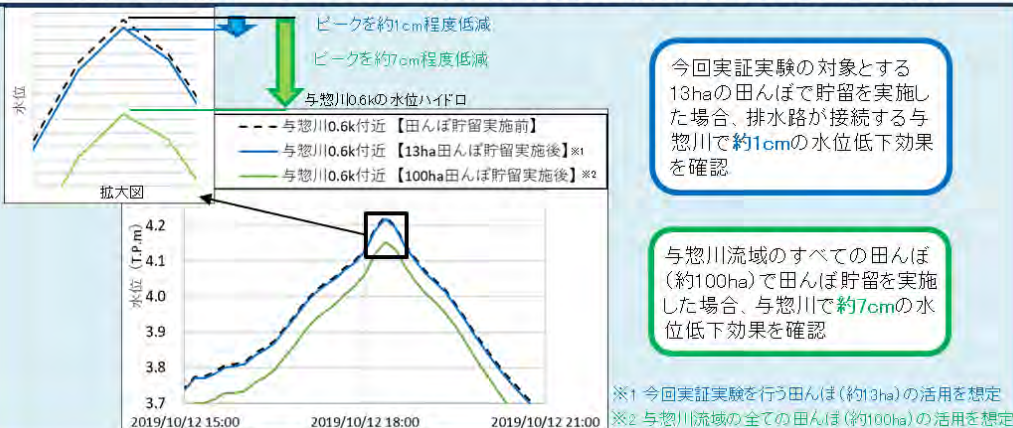 ピークを約1cm程度低減
ピークを約7cm程度低減
水位
拡大図
与惣川0.6kの水位ハイドロ
与惣川0.6k付近 【田んぼ貯留実施前】
与惣川0.6k付近 【13ha田んぼ貯留実施後】※1
与惣川0.6k付近 【100ha田んぼ貯留実施後】※2
水位 (T.P.m)
4.2
4.1
4.0
3.9
3.8
3.7
2019/10/12 15:00
2019/10/12 18:00
2019/10/12 21:00
今回実証実験の対象とする
13haの田んぼで貯留を実施し
た場合、排水路が接続する与
惣川で約1cmの水位低下効果
を確認
与惣川流域のすべての田んぼ
(約100ha)で田んぼ貯留を実施
した場合、与惣川で約7cmの水
位低下効果を確認
※1 今回実証実験を行う田んぼ(約13ha)の活用を想定
※2 与惣川流域の全ての田んぼ(約100ha)の活用を想定